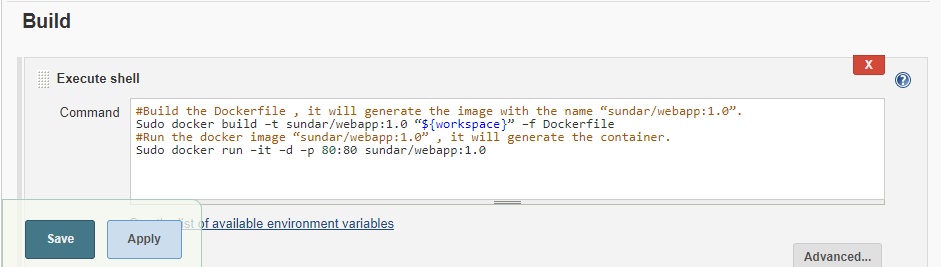 Build
X
Execute shell
?
Command
#Build the Dockerfile , it will generate the image with the name “sundar/webapp:1.0”.
Sudo docker build –t sundar/webapp:1.0 “${workspace}” –f Dockerfile
#Run the docker image “sundar/webapp:1.0” , it will generate the container.
Sudo docker run –it –d –p 80:80 sundar/webapp:1.0
list of available environment variables
Save Apply
Advanced...